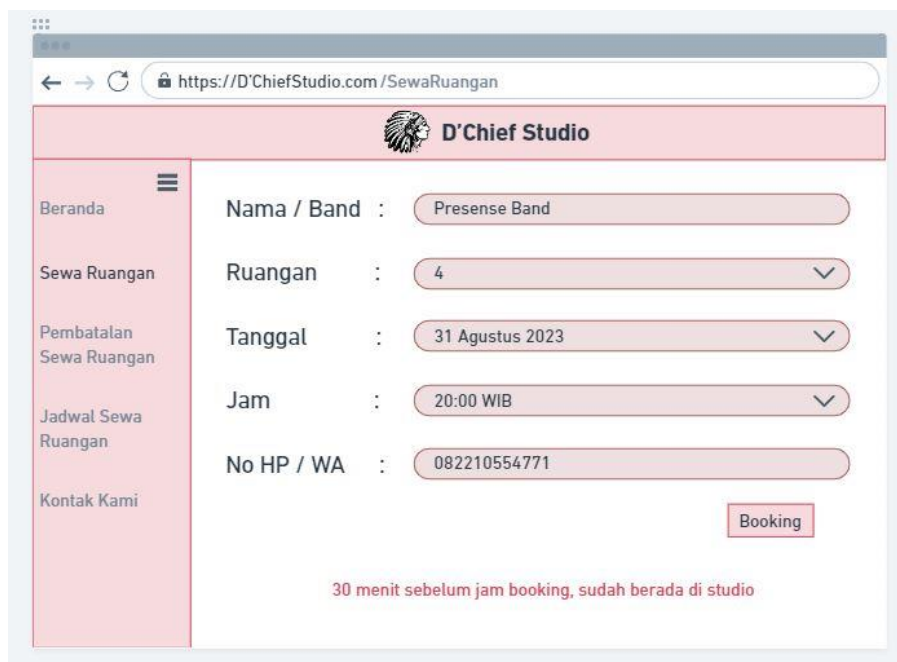 https://D'ChiefStudio.com/SewaRuangan
D'Chief Studio
Beranda
Sewa Ruangan
Pembatalan
Sewa Ruangan
Jadwal Sewa
Ruangan
Kontak Kami
Nama / Band : Presense Band
Ruangan : 4
Tanggal : 31 Agustus 2023
Jam : 20:00 WIB
No HP / WA : 082210554771
Booking
30 menit sebelum jam booking, sudah berada di studio